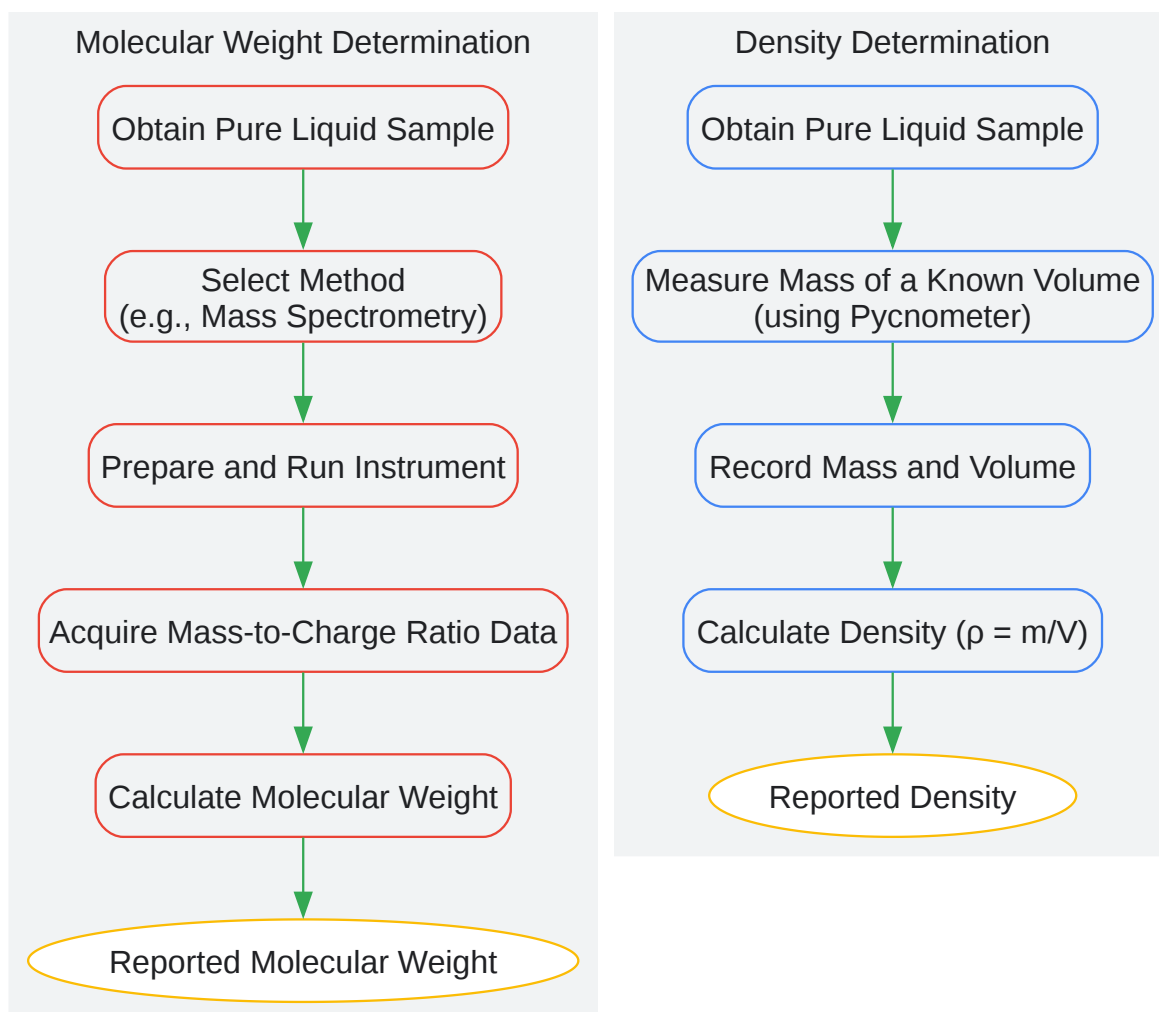 Molecular Weight Determination
Obtain Pure Liquid Sample
Select Method
(e.g., Mass Spectrometry)
Prepare and Run Instrument
Acquire Mass-to-Charge Ratio Data
Calculate Molecular Weight
Reported Molecular Weight
Density Determination
Obtain Pure Liquid Sample
Measure Mass of a Known Volume
(using Pycnometer)
Record Mass and Volume
Calculate Density (ρ = m/V)
Reported Density